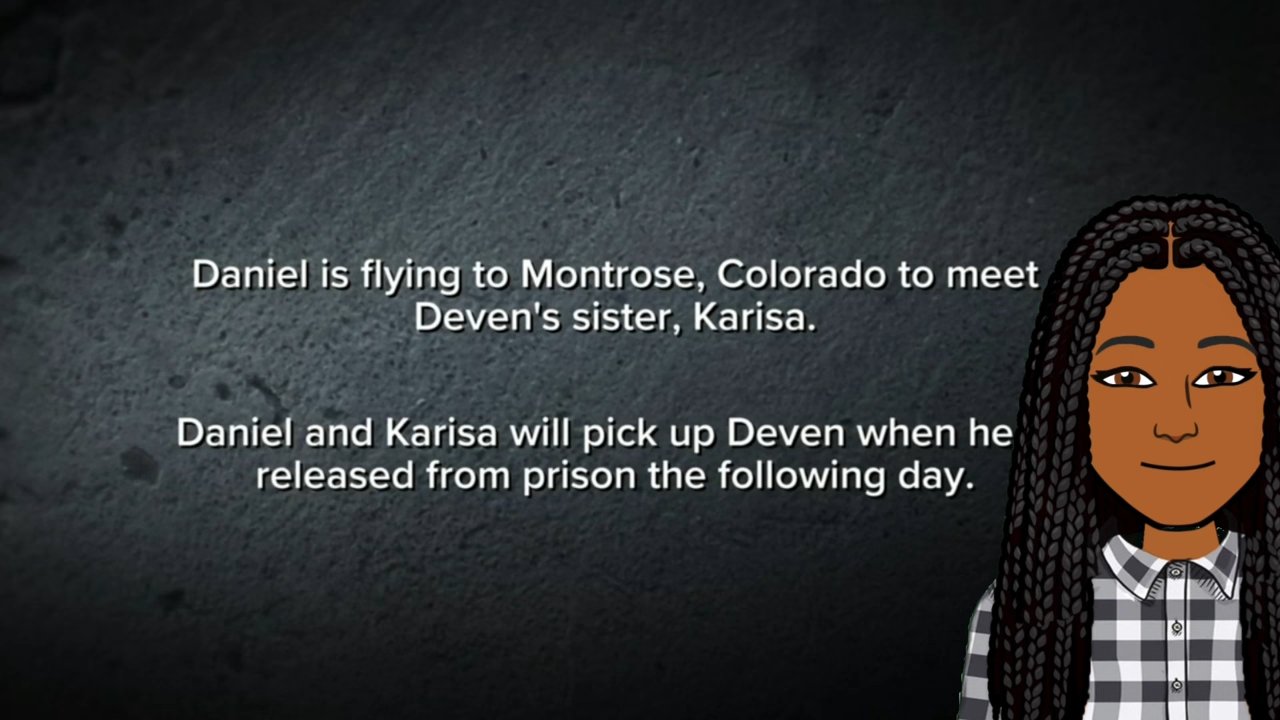 Daniel is flying to Montrose, Colorado to meet
Deven's sister, Karisa.
Daniel and Karisa will pick up Deven when he
released from prison the following day.